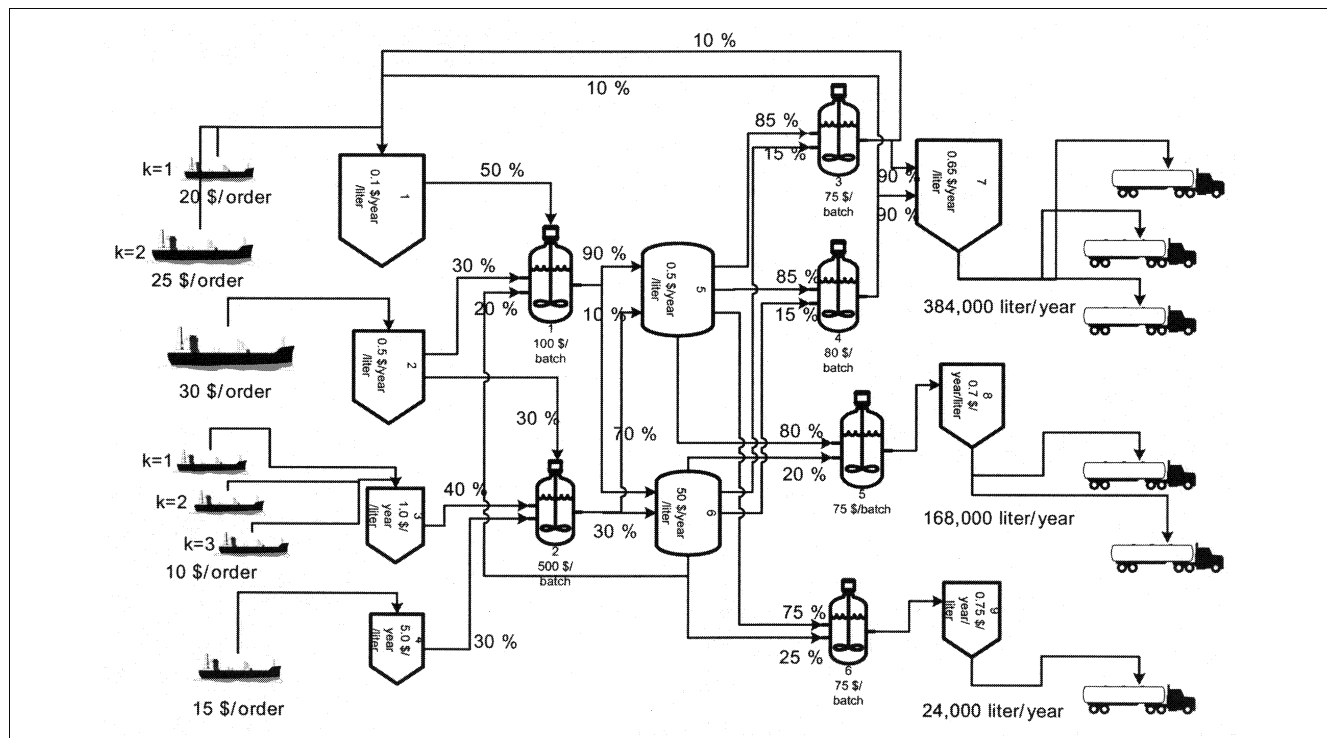 10 %
10 %
k=1
20 $/order
k=2
25 $/order
30 $/order
k=1
k=2
k=3
10 $/order
15 $/order
1
0.1 $/year
/liter
2
0.5 $/year
/liter
3
1.0 $/
year
/liter
4
5.0 $/
year
/liter
50 %
30 %
20 %
1
100 $/
batch
30 %
40 %
30 %
2
500 $/
batch
90 %
10 %
70 %
30 %
5
0.5 $/year
/liter
6
50 $/year
/liter
85 %
15 %
3
75 $/
batch
85 %
15 %
4
80 $/
batch
80 %
20 %
5
75 $/batch
75 %
25 %
6
75 $/
batch
90 %
90 %
7
0.65 $/year
/liter
8
0.7 $/
year/liter
9
0.75 $/
year/
liter
384,000 liter/year
168,000 liter/year
24,000 liter/year